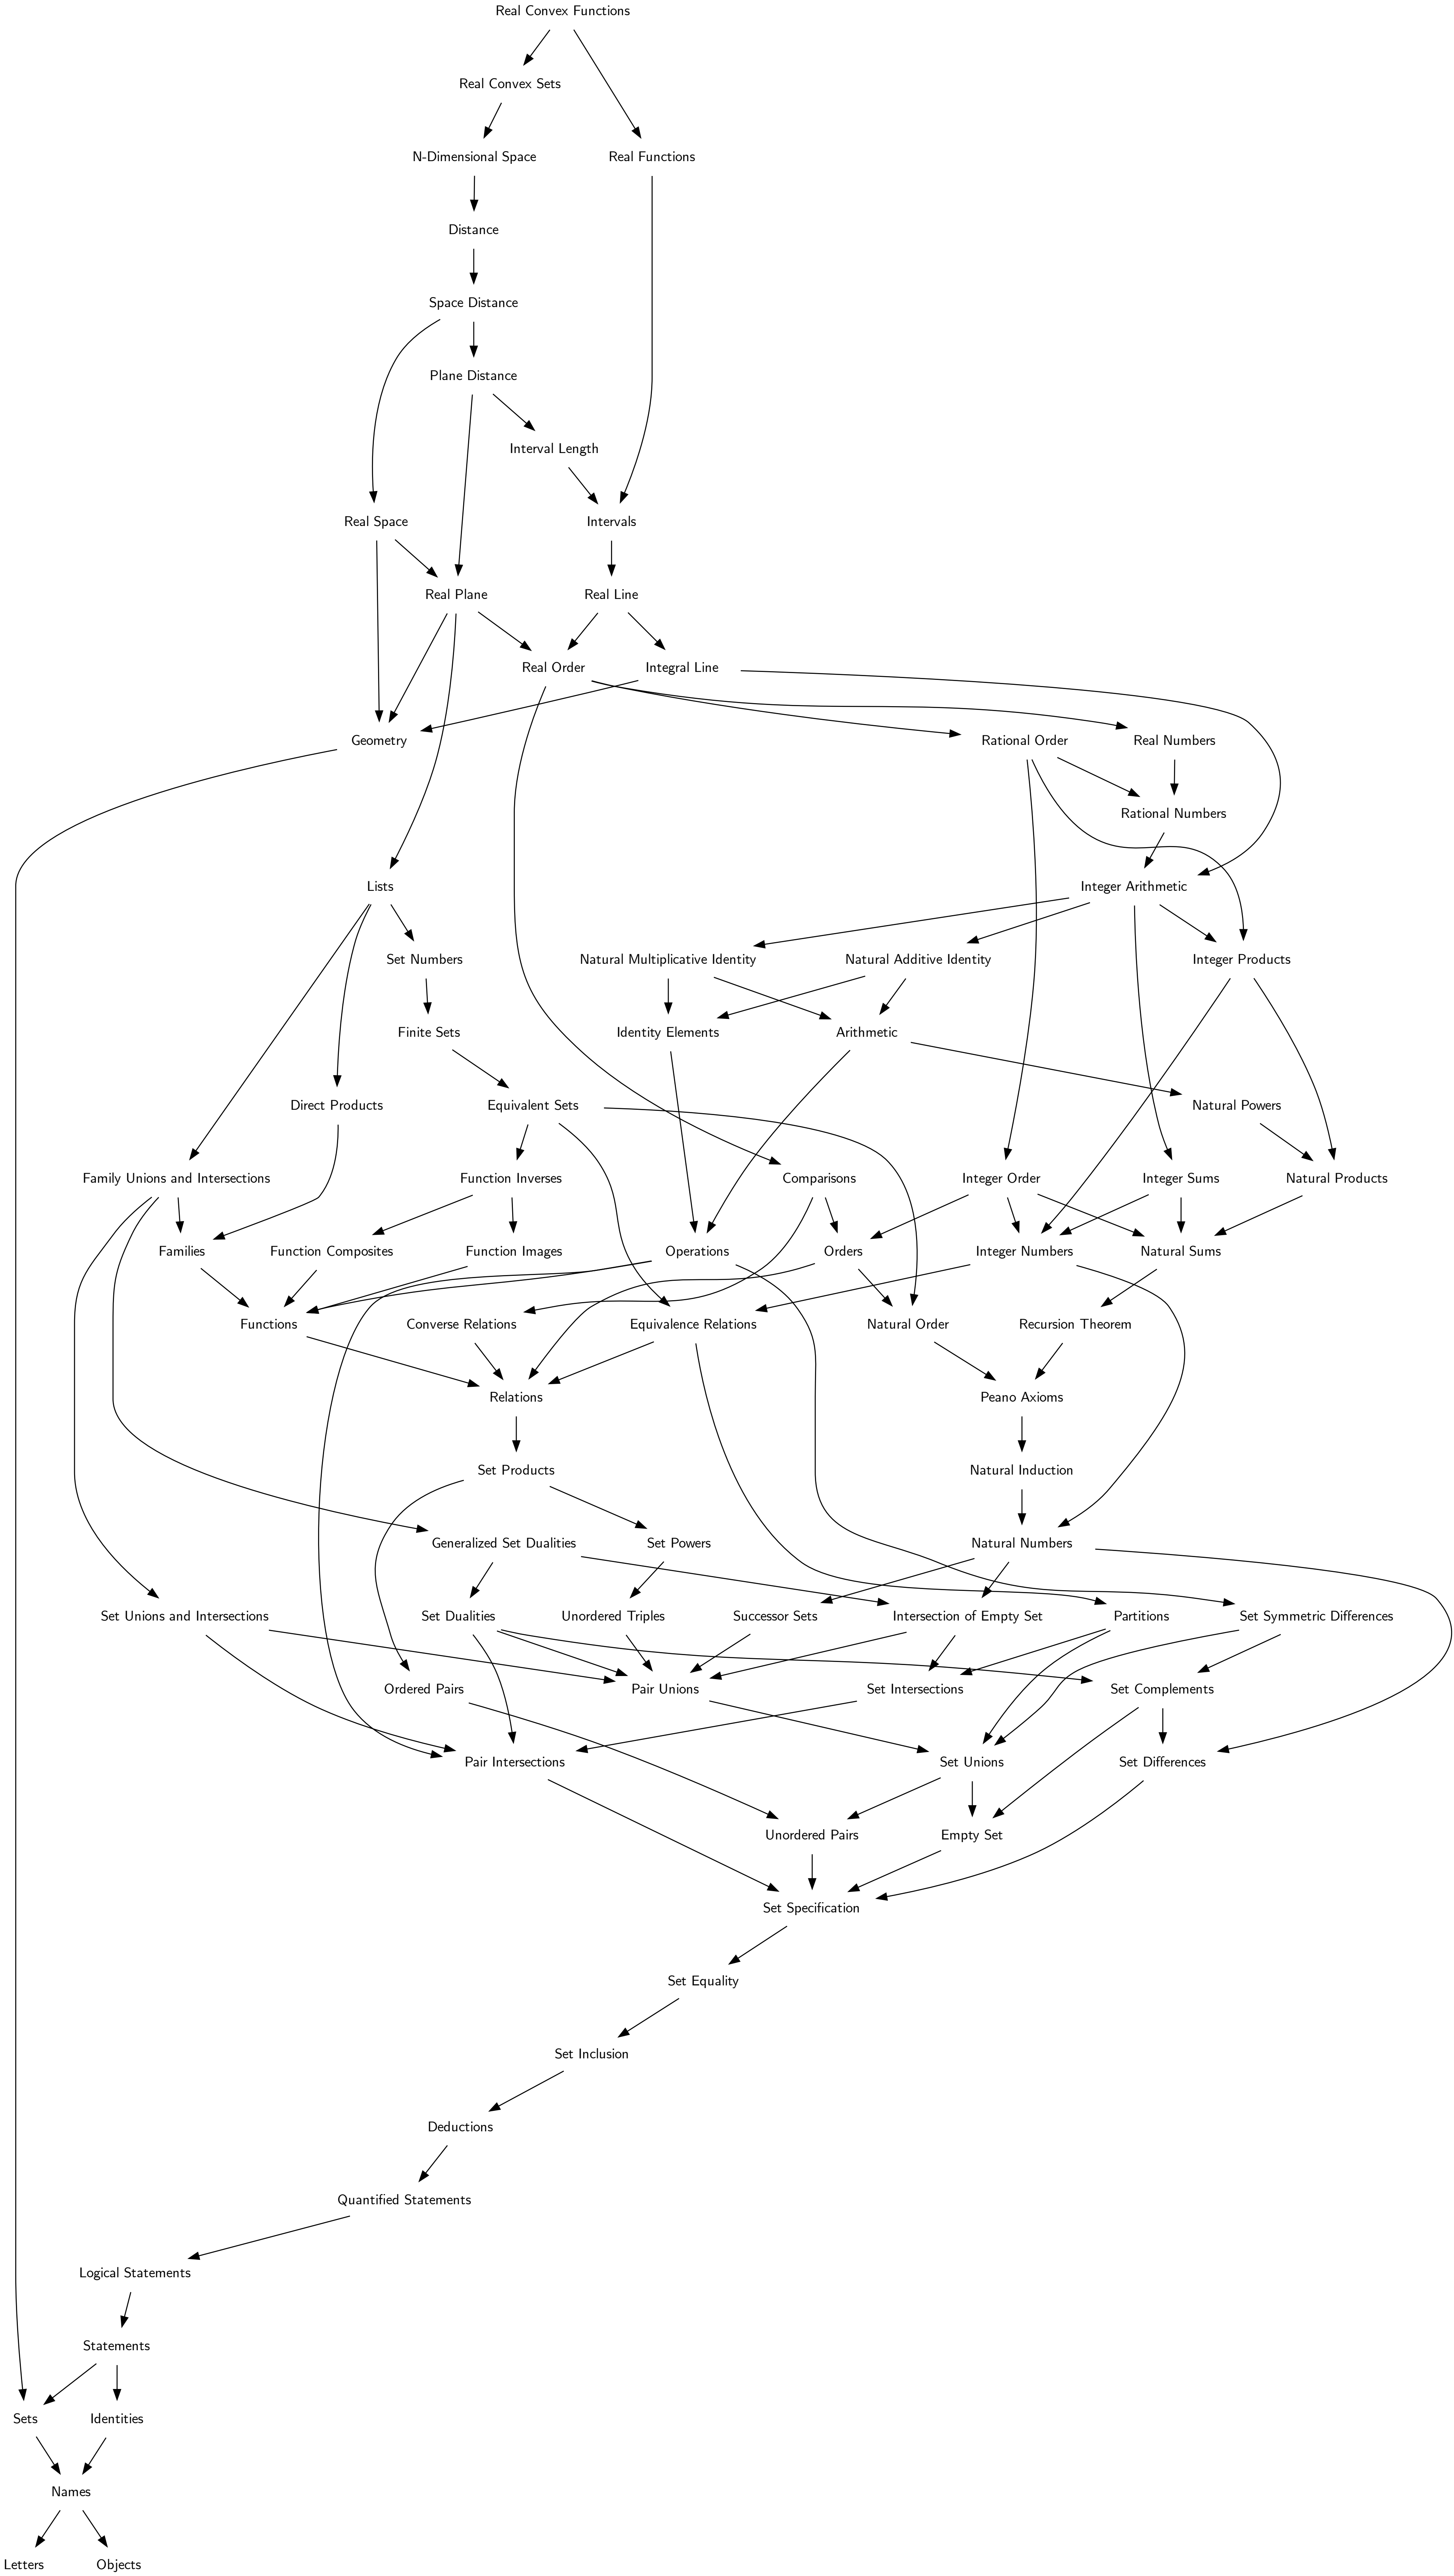 Real Convex Functions
Real Convex Sets
N-Dimensional Space
Real Functions
Distance
Space Distance
Plane Distance
Interval Length
Real Space
Intervals
Real Plane
Real Line
Real Order
Integral Line
Geometry
Rational Order
Real Numbers
Rational Numbers
Lists
Integer Arithmetic
Set Numbers
Natural Multiplicative Identity
Natural Additive Identity
Integer Products
Finite Sets
Identity Elements
Arithmetic
Direct Products
Equivalent Sets
Natural Powers
Family Unions and Intersections
Function Inverses
Comparisons
Integer Order
Integer Sums
Natural Products
Families
Function Composites
Function Images
Operations
Orders
Integer Numbers
Natural Sums
Functions
Converse Relations
Equivalence Relations
Natural Order
Recursion Theorem
Relations
Peano Axioms
Set Products
Natural Induction
Generalized Set Dualities
Set Powers
Natural Numbers
Set Unions and Intersections
Set Dualities
Unordered Triples
Successor Sets
Intersection of Empty Set
Partitions
Set Symmetric Differences
Ordered Pairs
Pair Unions
Set Intersections
Set Complements
Pair Intersections
Set Unions
Set Differences
Unordered Pairs
Empty Set
Set Specification
Set Equality
Set Inclusion
Deductions
Quantified Statements
Logical Statements
Statements
Sets
Identities
Names
Letters
Objects